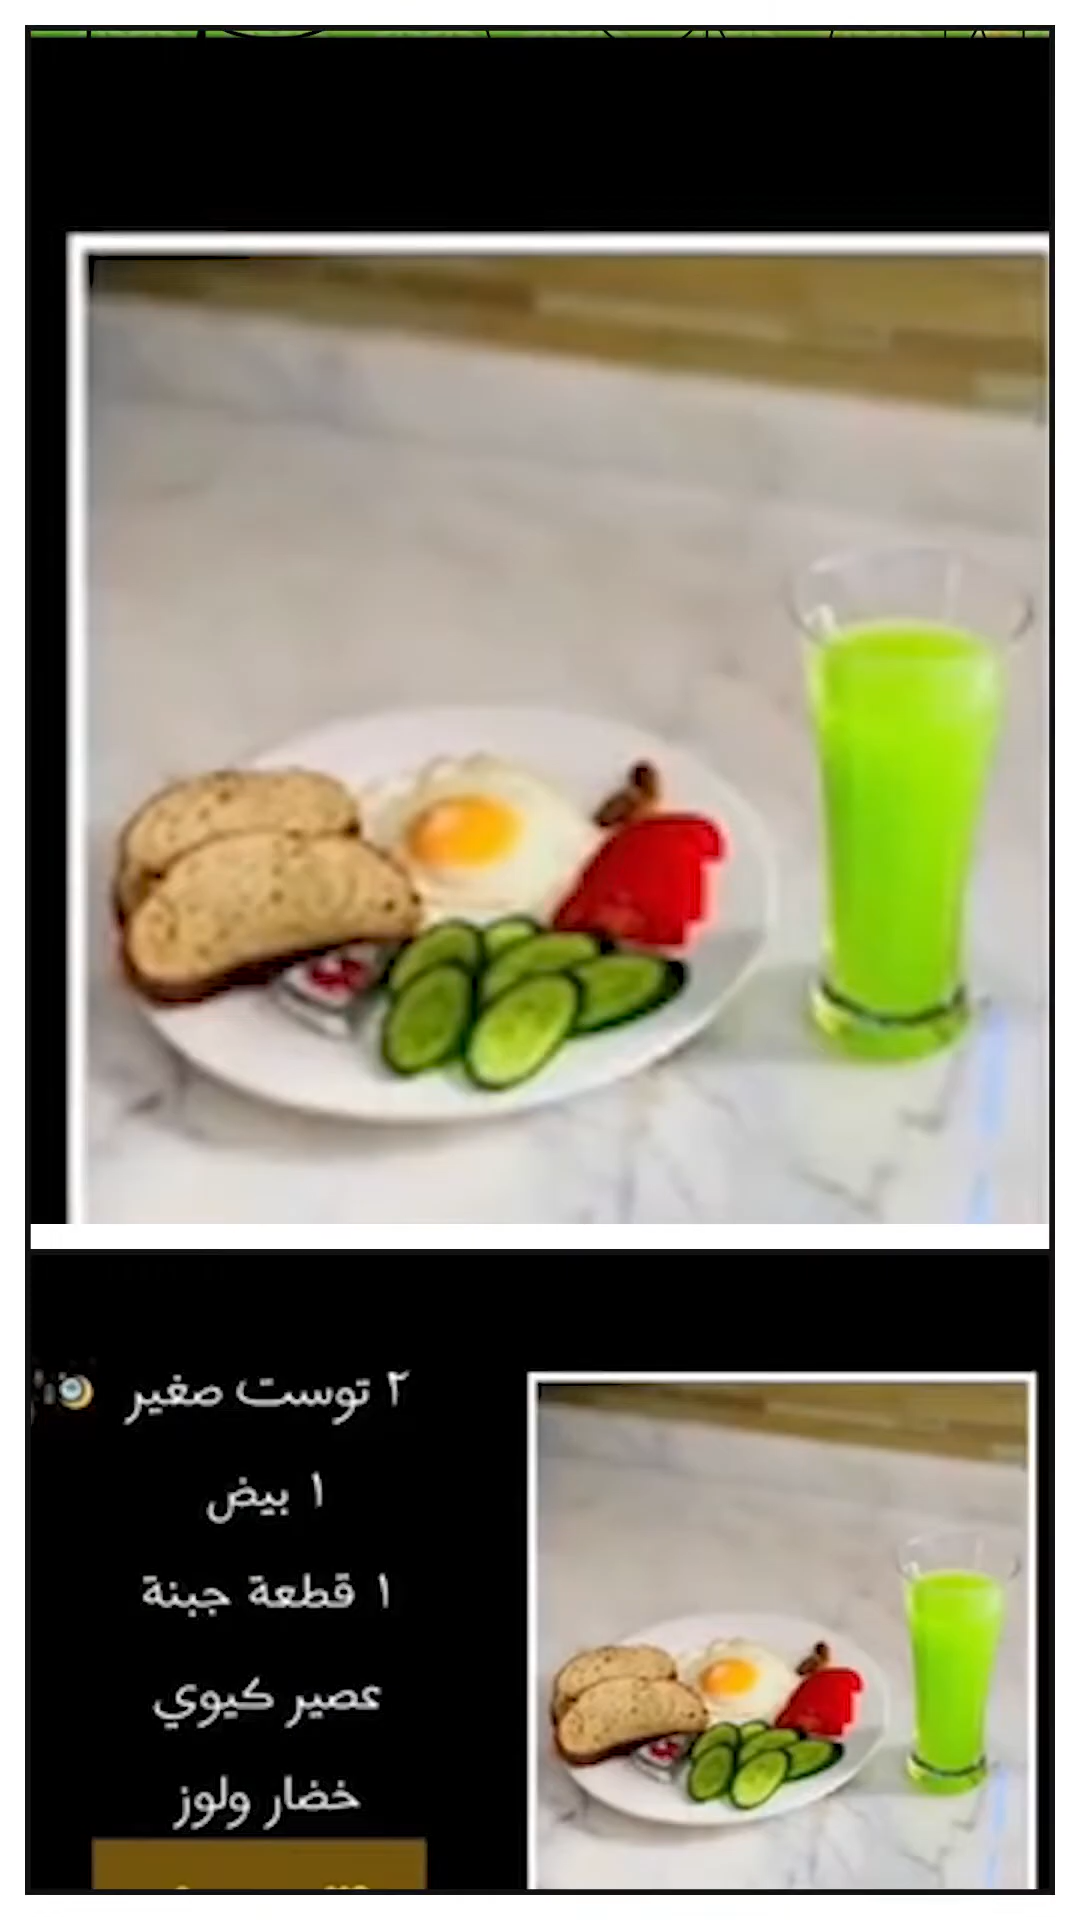 ٢ توست صغير
١ بيض
١ قطعة جبنة
عصير كيوي
خضار ولوز